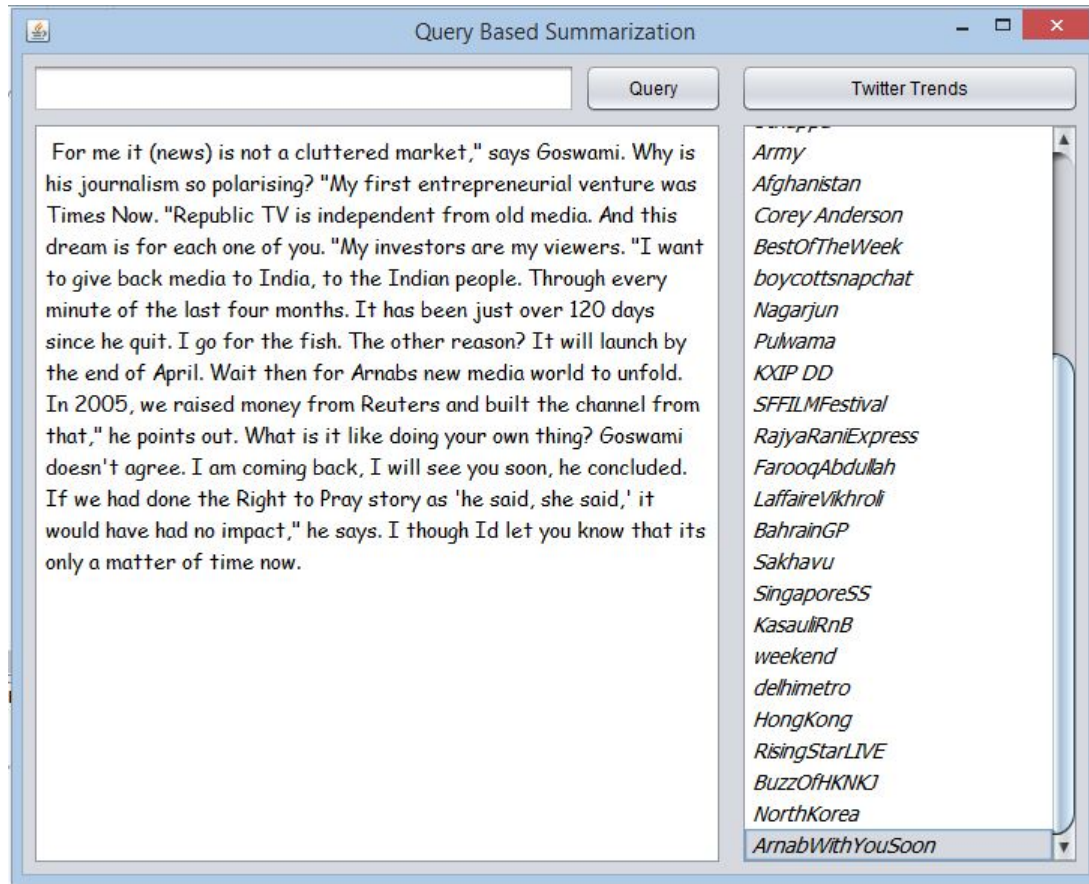 Query Based Summarization
Query
Twitter Trends
For me it (news) is not a cluttered market," says Goswami. Why is
his journalism so polarising? "My first entrepreneurial venture was
Times Now. "Republic TV is independent from old media. And this
dream is for each one of you. "My investors are my viewers. "I want
to give back media to India, to the Indian people. Through every
minute of the last four months. It has been just over 120 days
since he quit. I go for the fish. The other reason? It will launch by
the end of April. Wait then for Arnabs new media world to unfold.
In 2005, we raised money from Reuters and built the channel from
that," he points out. What is it like doing your own thing? Goswami
doesn't agree. I am coming back, I will see you soon, he concluded.
If we had done the Right to Pray story as 'he said, she said,' it
would have had no impact," he says. I though Id let you know that its
only a matter of time now.
Army
Afghanistan
Corey Anderson
BestOfTheWeek
boycottsnapchat
Nagarjun
Pulwama
KXIP DD
SFFILMFestival
RajyaRaniExpress
FarooqAbdullah
LaffaireVikhroli
BahrainGP
Sakhavu
SingaporeSS
KasauliRnB
weekend
delhimetro
HongKong
RisingStarLIVE
BuzzOfHKNKJ
NorthKorea
ArnabWithYouSoon